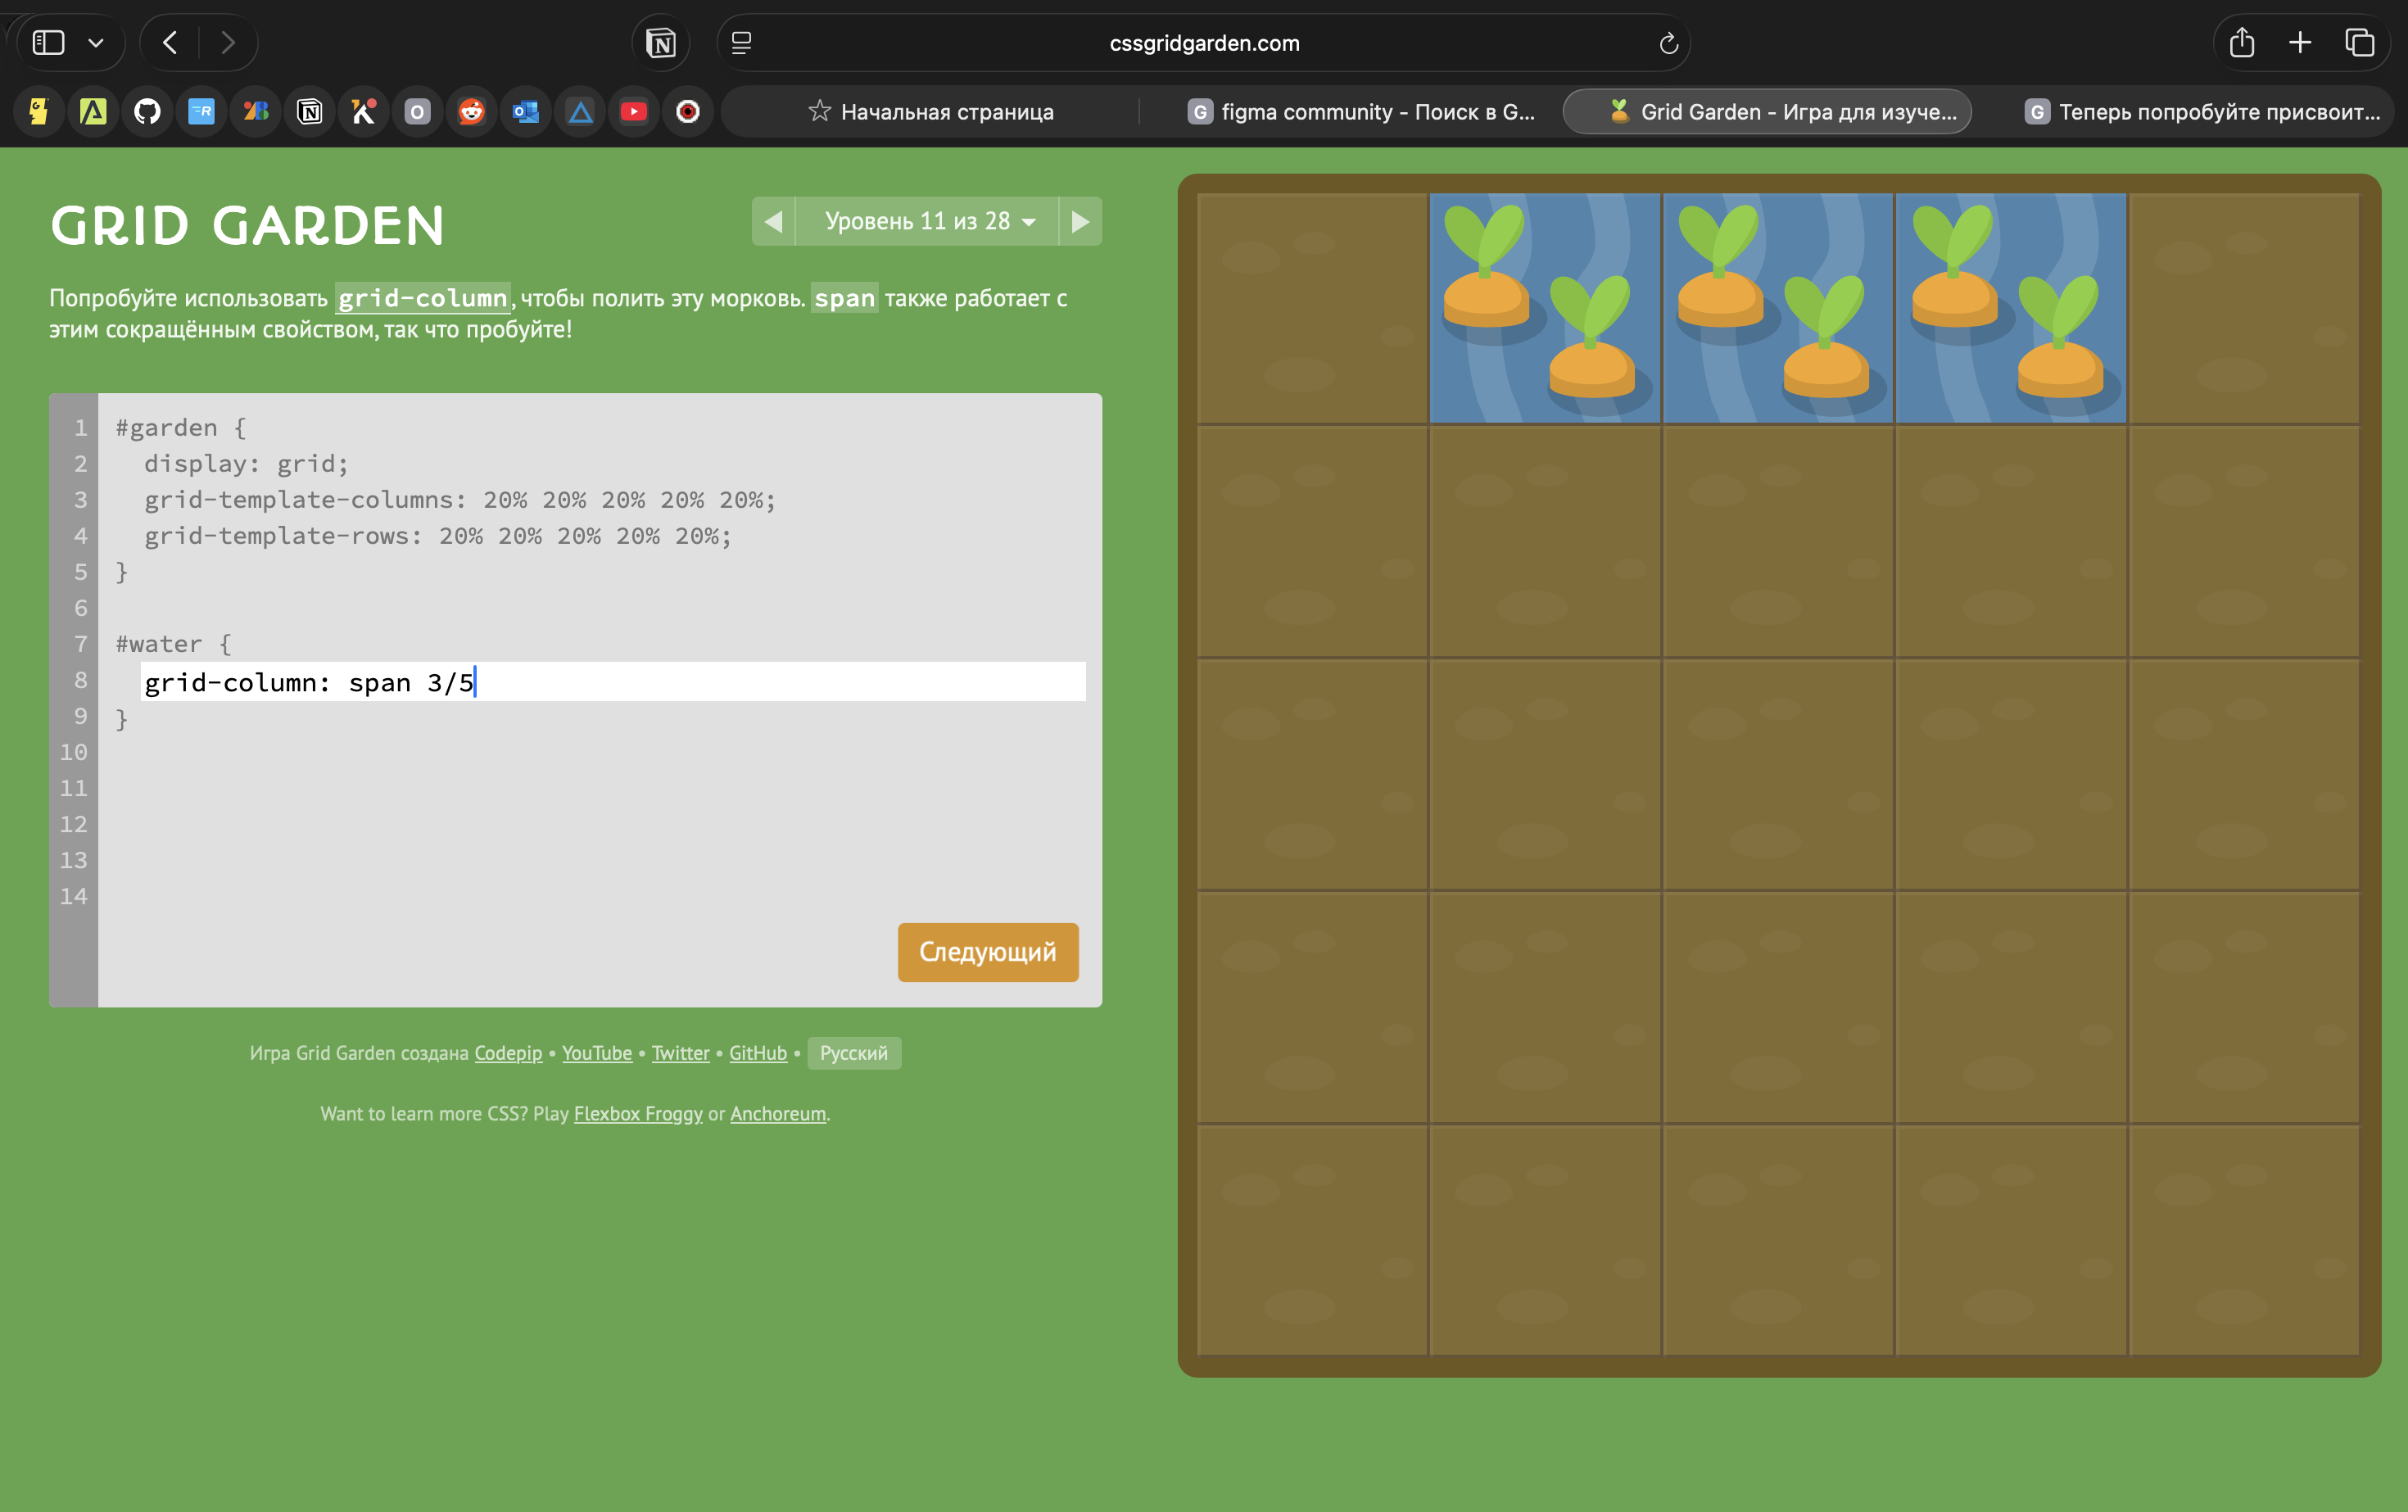 cssgridgarden.com
Начальная страница
figma community - Поиск в G...
Grid Garden - Игра для изуче...
Теперь попробуйте присвоит...
GRID GARDEN
Уровень 11 из 28
Попробуйте использовать grid-column, чтобы полить эту морковь. span также работает с
этим сокращённым свойством, так что пробуйте!
1 #garden {
2 display: grid;
3 grid-template-columns: 20% 20% 20% 20% 20%;
4 grid-template-rows: 20% 20% 20% 20% 20%;
5 }
6
7 #water {
8 grid-column: span 3/5
9 }
10
11
12
13
14
Следующий
Игра Grid Garden создана Codepip • YouTube • Twitter • GitHub • Русский
Want to learn more CSS? Play Flexbox Froggy or Anchoreum.